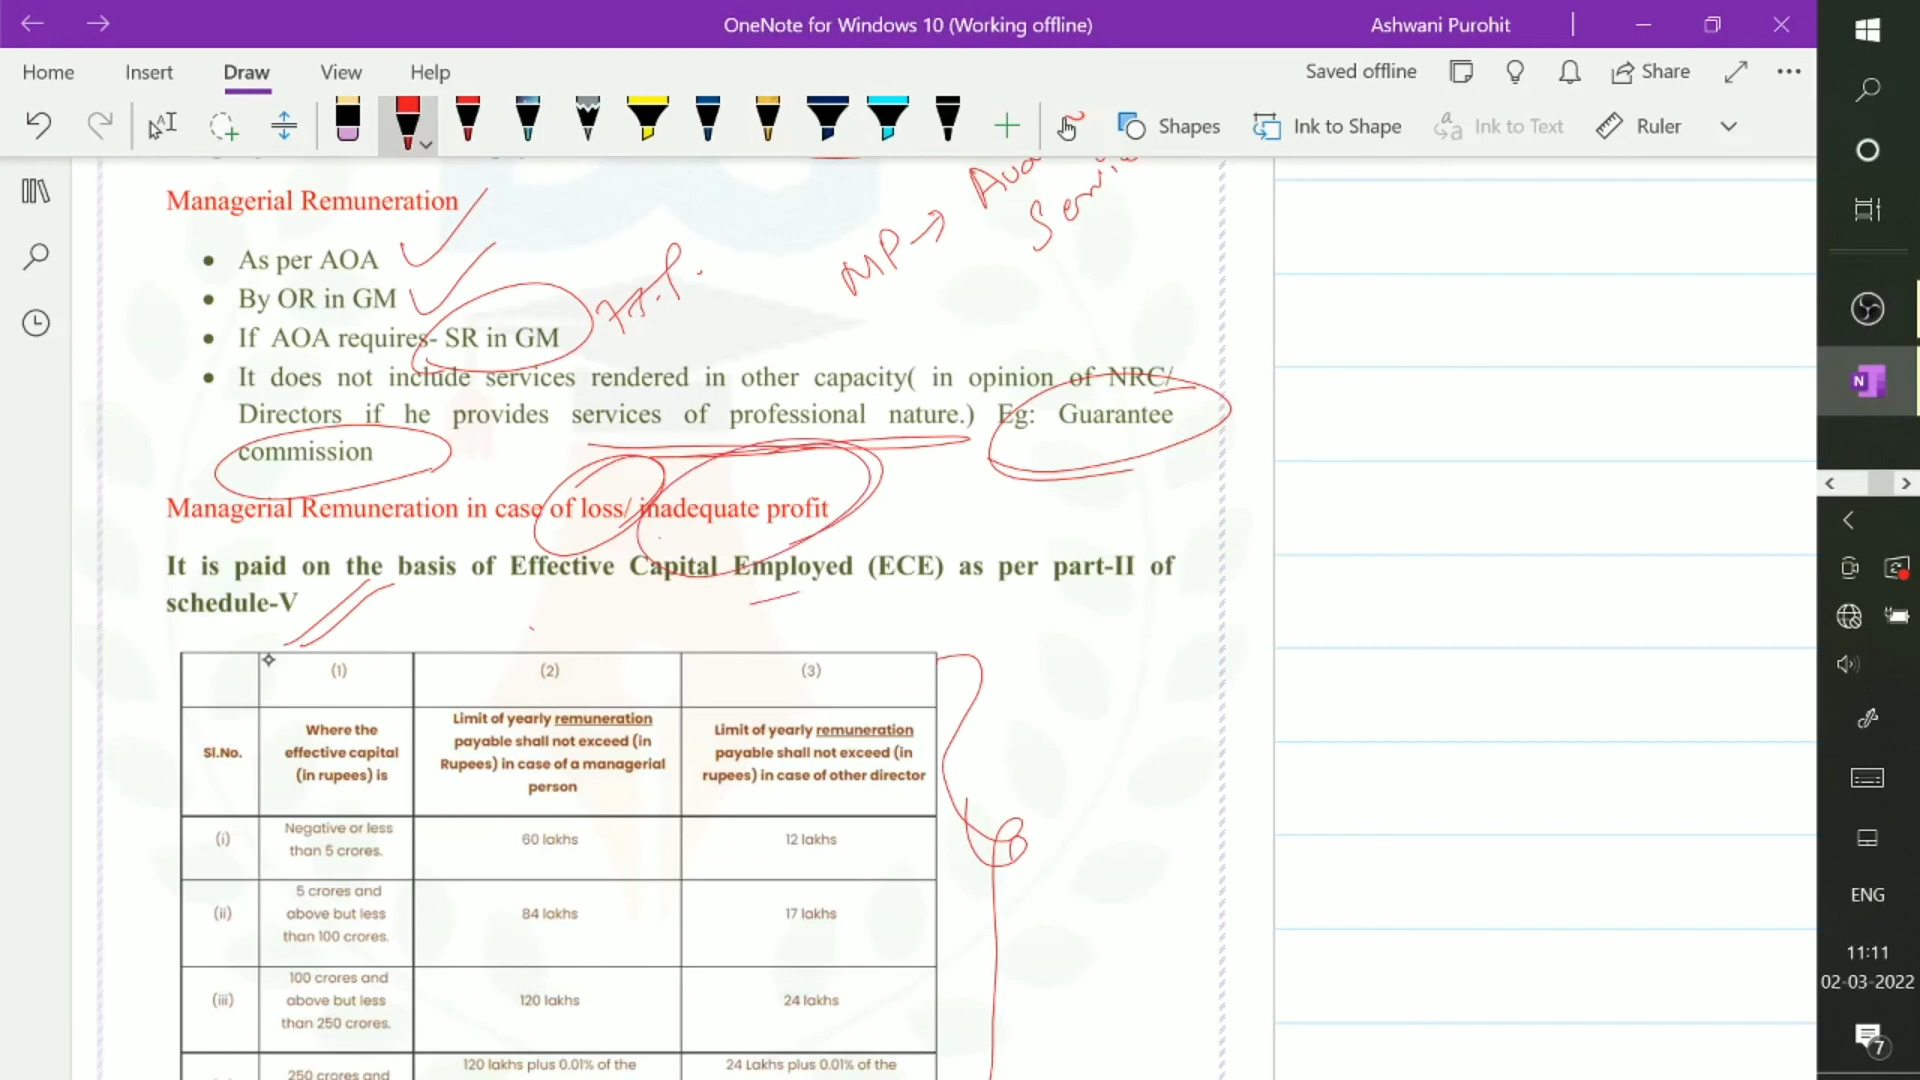 OneNote for Windows 10 (Working offline)
Ashwani Purohit
Home Insert Draw View Help
Saved offline
Share
Shapes
Ink to Shape
Ink to Text
Ruler
Managerial Remuneration
• As per AOA
• By OR in GM
• If AOA requires- SR in GM
• It does not include services rendered in other capacity( in opinion of NRC/
Directors if he provides services of professional nature.) Eg: Guarantee
commission
MP →
Managerial Remuneration in case of loss/ inadequate profit
It is paid on the basis of Effective Capital Employed (ECE) as per part-II of
schedule-V
(1) (2) (3)
Sl.No.
Where the
effective capital
(in rupees) is
Limit of yearly remuneration
payable shall not exceed (in
Rupees) in case of a managerial
person
Limit of yearly remuneration
payable shall not exceed (in
rupees) in case of other director
(i)
Negative or less
than 5 crores.
60 lakhs
12 lakhs
(ii)
5 crores and
above but less
than 100 crores.
84 lakhs
17 lakhs
(iii)
100 crores and
above but less
than 250 crores.
120 lakhs
24 lakhs
250 crores and
120 lakhs plus 0.01% of the
24 Lakhs plus 0.01% of the
N
ENG
11:11
02-03-2022
7